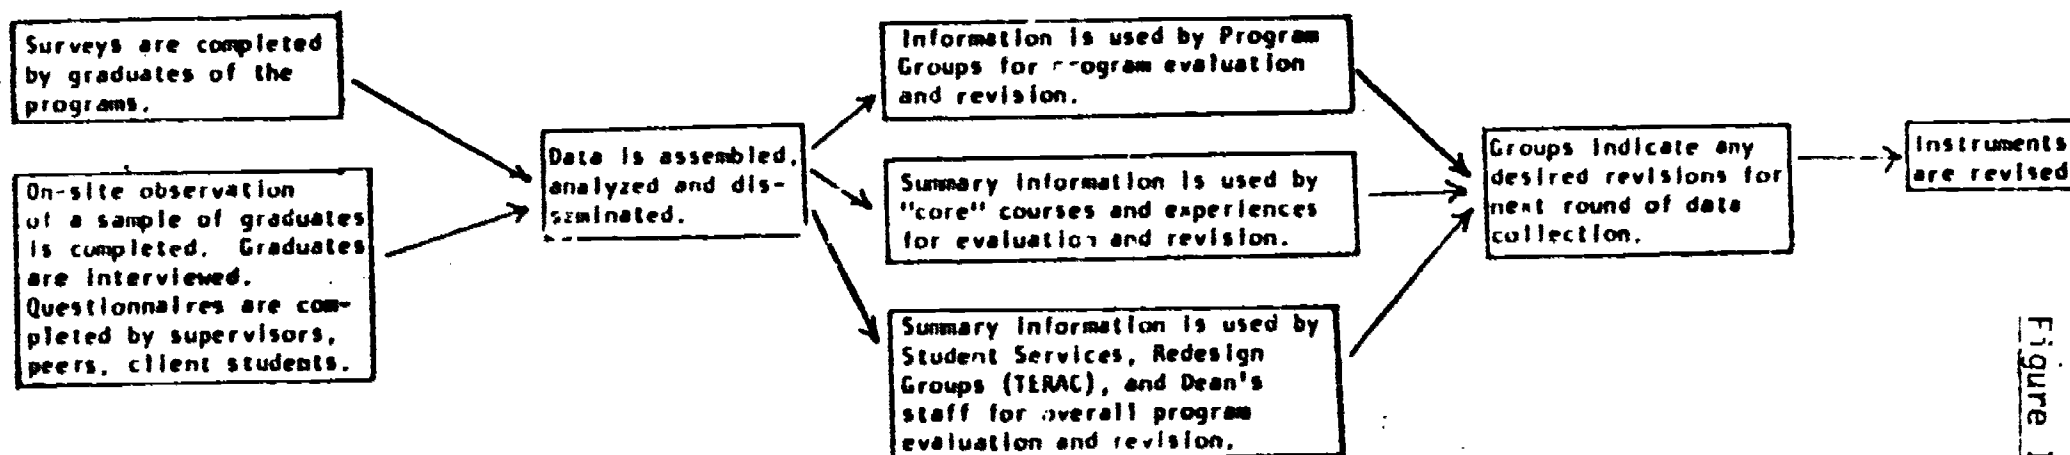 Surveys are completed
by graduates of the
programs.
On-site observation
of a sample of graduates
is completed. Graduates
are interviewed.
Questionnaires are com-
pleted by supervisors,
peers, client students.
Data is assembled,
analyzed and dis-
seminated.
Information is used by Program
Groups for program evaluation
and revision.
Summary information is used by
"core" courses and experiences
for evaluation and revision.
Summary information is used by
Student Services, Redesign
Groups (TERAC), and Dean's
staff for overall program
evaluation and revision.
Groups indicate any
desired revisions for
next round of data
collection.
Instruments
are revised
Figure